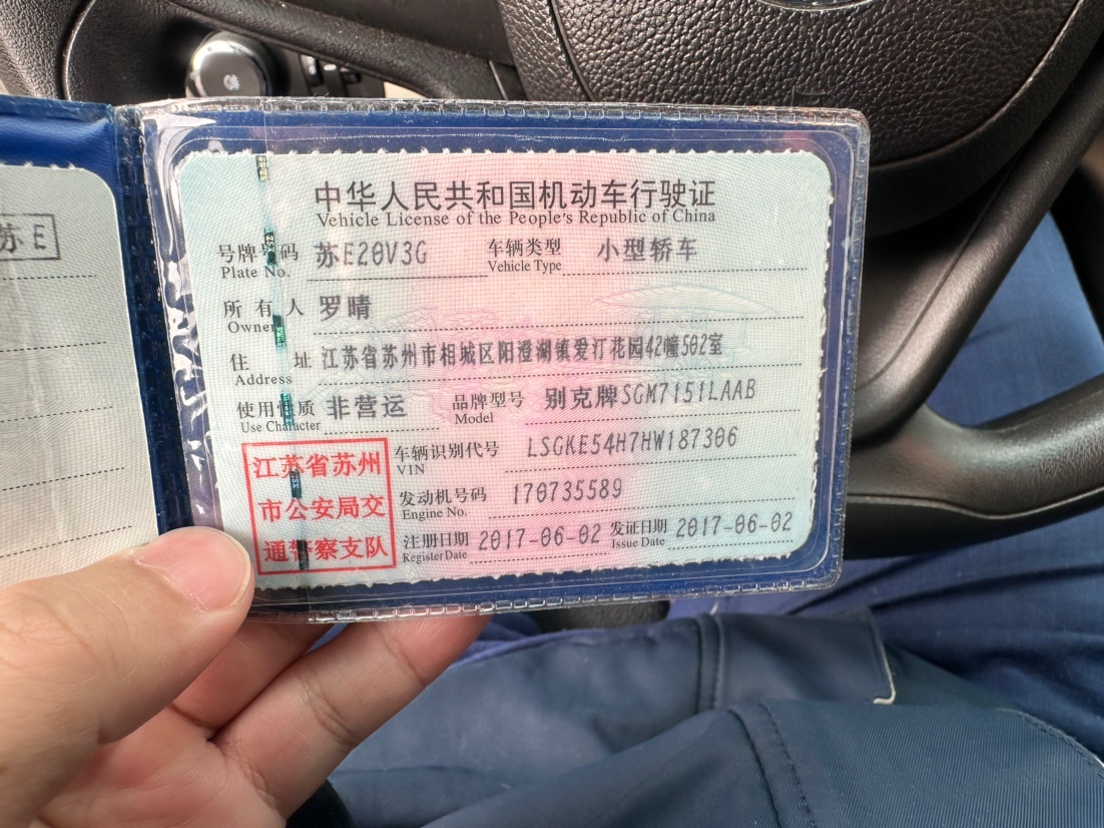 苏E
中华人民共和国机动车行驶证
Vehicle License of the People's Republic of China
号牌号码 苏E20V3G 车辆类型 小型轿车
Plate No. Vehicle Type
所有人 罗晴
Owner
住址 江苏省苏州市相城区阳澄湖镇爱汀花园42幢502室
Address
使用性质 非营运 品牌型号 别克牌SGM7151LAAB
Use Character Model
车辆识别代号 LSGKE54H7HW187306
VIN
发动机号码 170735589
Engine No.
注册日期 2017-06-02 发证日期 2017-06-02
Register Date Issue Date
江苏省苏州
市公安局交
通警察支队